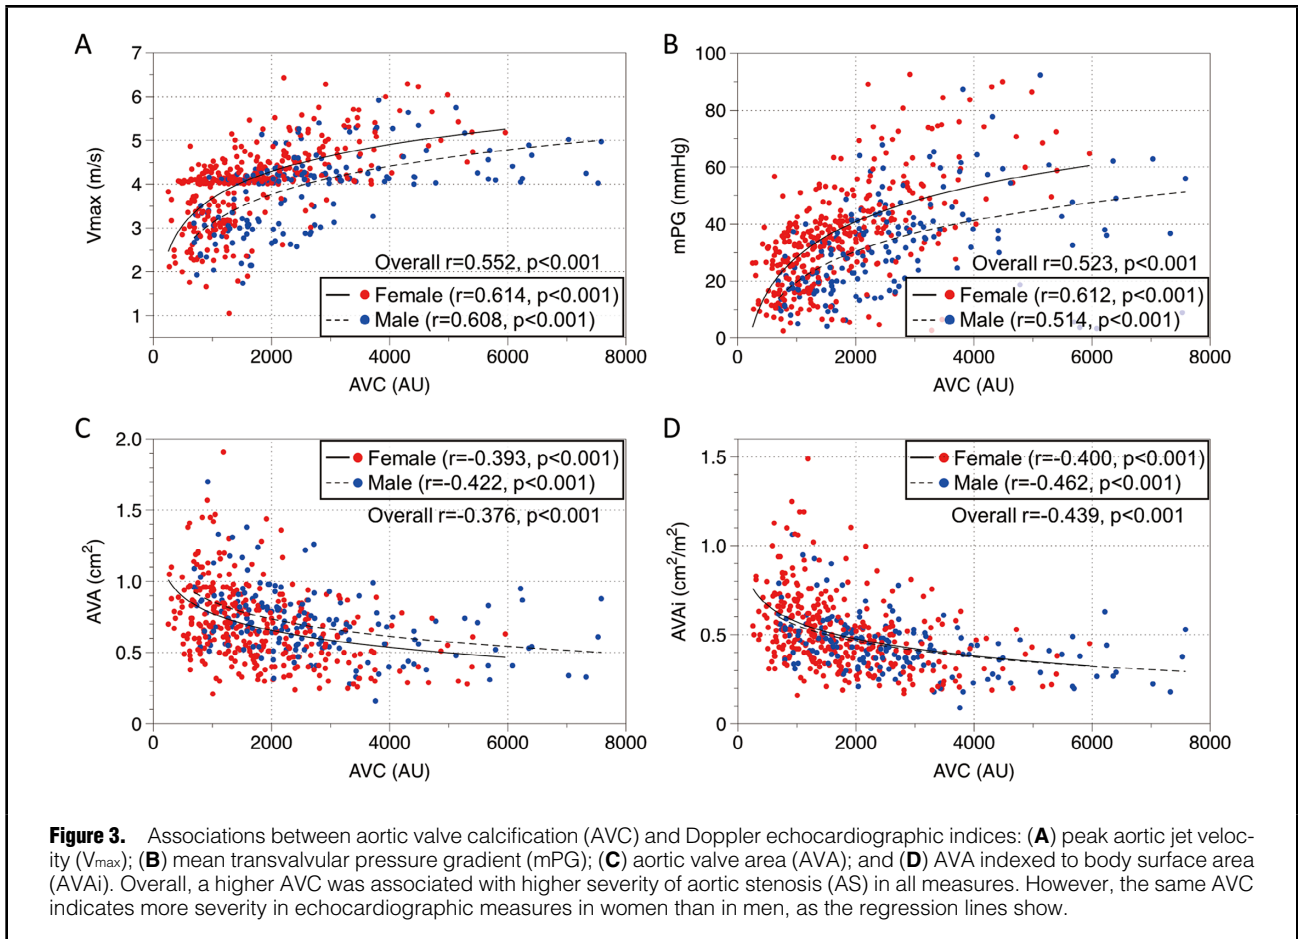 A
7
6
5
4
3
2
1
Vmax (m/s)
Overall r=0.552, p<0.001
Female (r=0.614, p<0.001)
Male (r=0.608, p<0.001)
0 2000 4000 6000 8000
AVC (AU)
B
100
80
60
40
20
0
mPG (mmHg)
Overall r=0.523, p<0.001
Female (r=0.612, p<0.001)
Male (r=0.514, p<0.001)
0 2000 4000 6000 8000
AVC (AU)
C
2.0
1.5
1.0
0.5
0
AVA (cm²)
Female (r=-0.393, p<0.001)
Male (r=-0.422, p<0.001)
Overall r=-0.376, p<0.001
0 2000 4000 6000 8000
AVC (AU)
D
1.5
1.0
0.5
0
AVAi (cm²/m²)
Female (r=-0.400, p<0.001)
Male (r=-0.462, p<0.001)
Overall r=-0.439, p<0.001
0 2000 4000 6000 8000
AVC (AU)
Figure 3. Associations between aortic valve calcification (AVC) and Doppler echocardiographic indices: (A) peak aortic jet veloc-
ity (Vmax); (B) mean transvalvular pressure gradient (mPG); (C) aortic valve area (AVA); and (D) AVA indexed to body surface area
(AVAi). Overall, a higher AVC was associated with higher severity of aortic stenosis (AS) in all measures. However, the same AVC
indicates more severity in echocardiographic measures in women than in men, as the regression lines show.